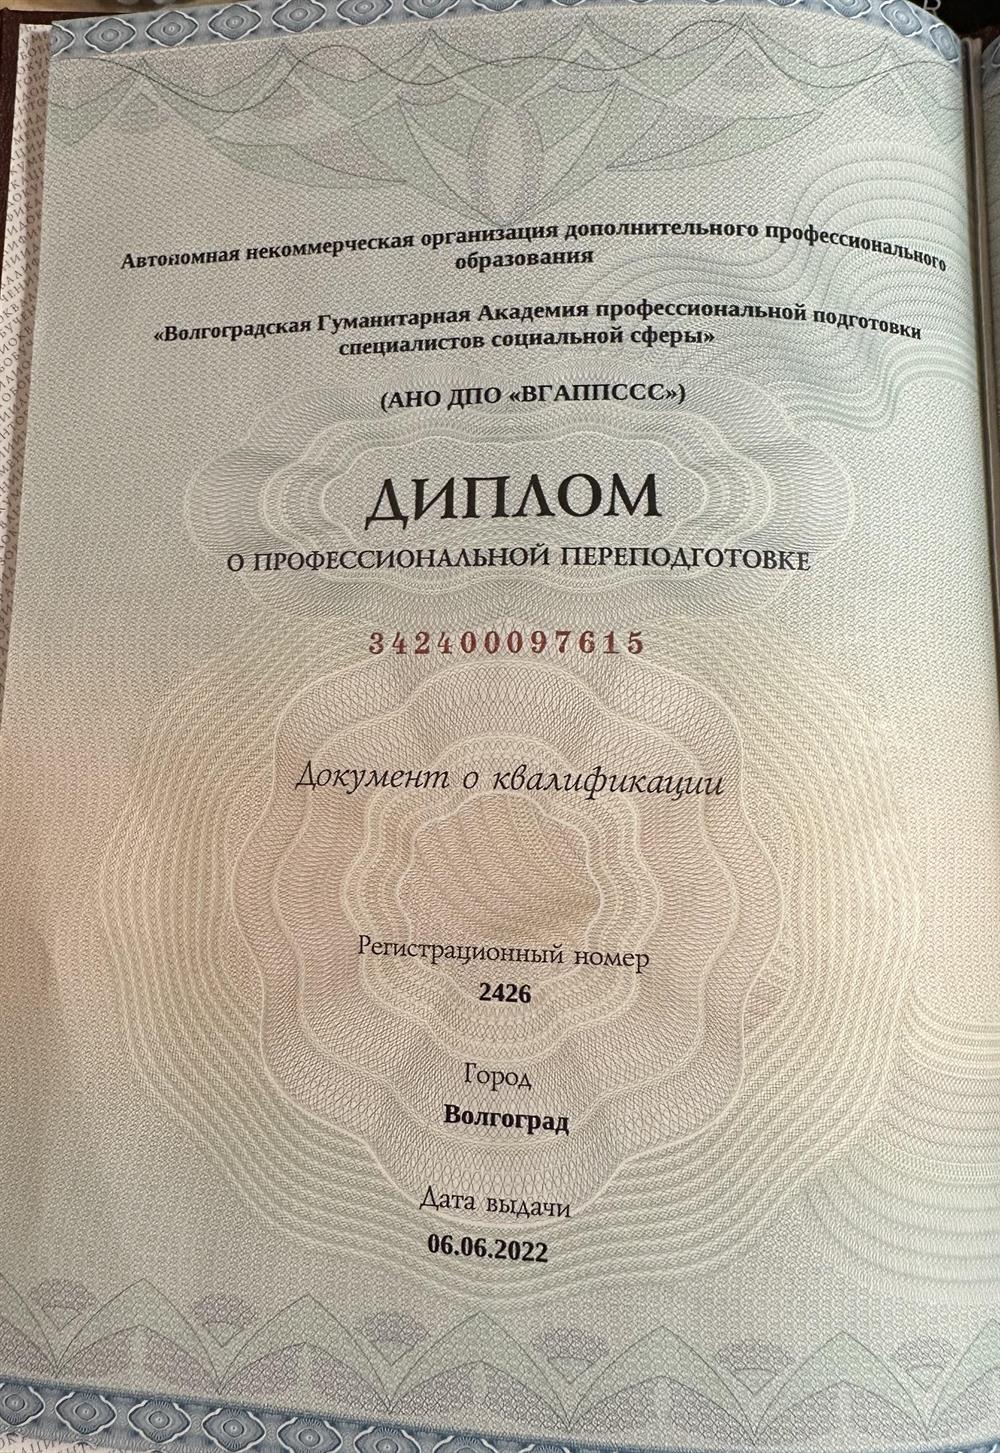 Автономная некоммерческая организация дополнительного профессионального
образования
«Волгоградская Гуманитарная Академия профессиональной подготовки
специалистов социальной сферы»
(АНО ДПО «ВГАППССС»)
ДИПЛОМ
О ПРОФЕССИОНАЛЬНОЙ ПЕРЕПОДГОТОВКЕ
342400097615
Документ о квалификации
Регистрационный номер
2426
Город
Волгоград
Дата выдачи
06.06.2022